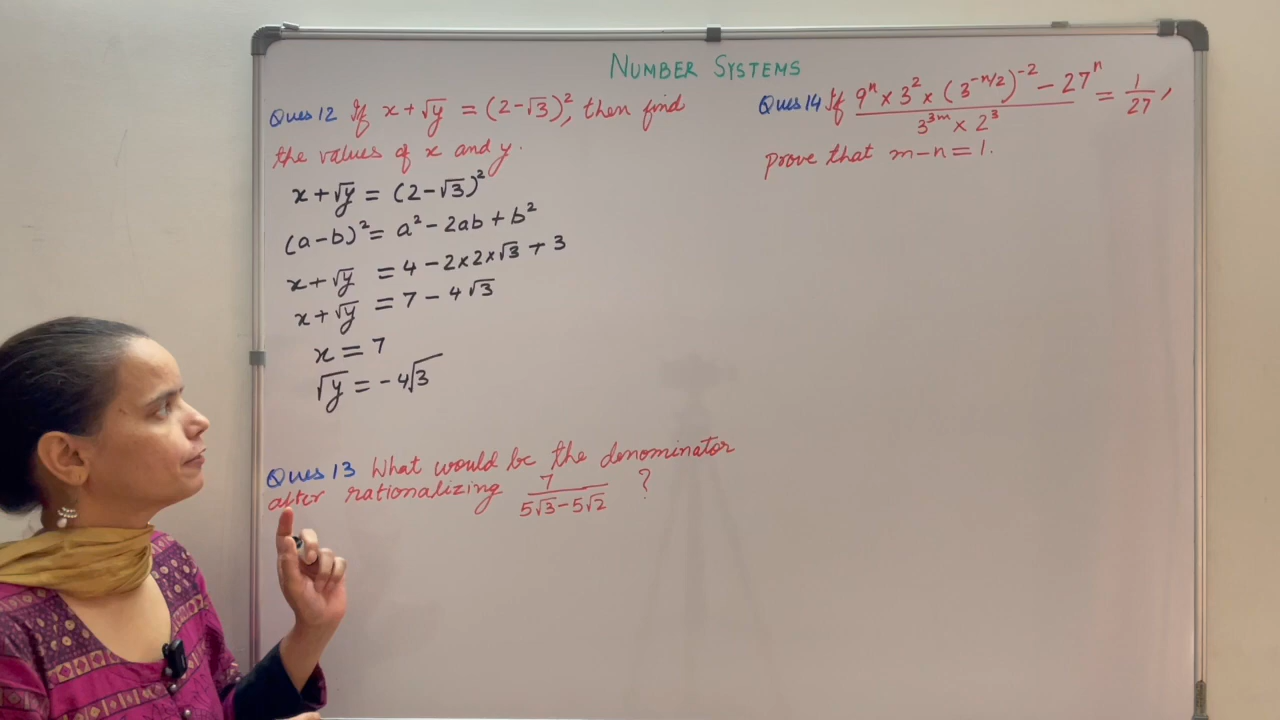 NUMBER SYSTEMS
Ques 12 If x + √y = (2-√3)², then find
the values of x and y.
x + √y = (2-√3)²
(a-b)² = a² - 2ab + b²
x + √y = 4 - 2×2×√3 + 3
x + √y = 7 - 4√3
x = 7
√y = -4√3
Ques 13 What would be the denominator
after rationalizing 7/(5√3-5√2) ?
Ques 14 If (9ⁿ × 3² × (3^(-n/2))^(-2) - 27ⁿ)/(3^(3m) × 2³) = 1/27,
prove that m-n=1.